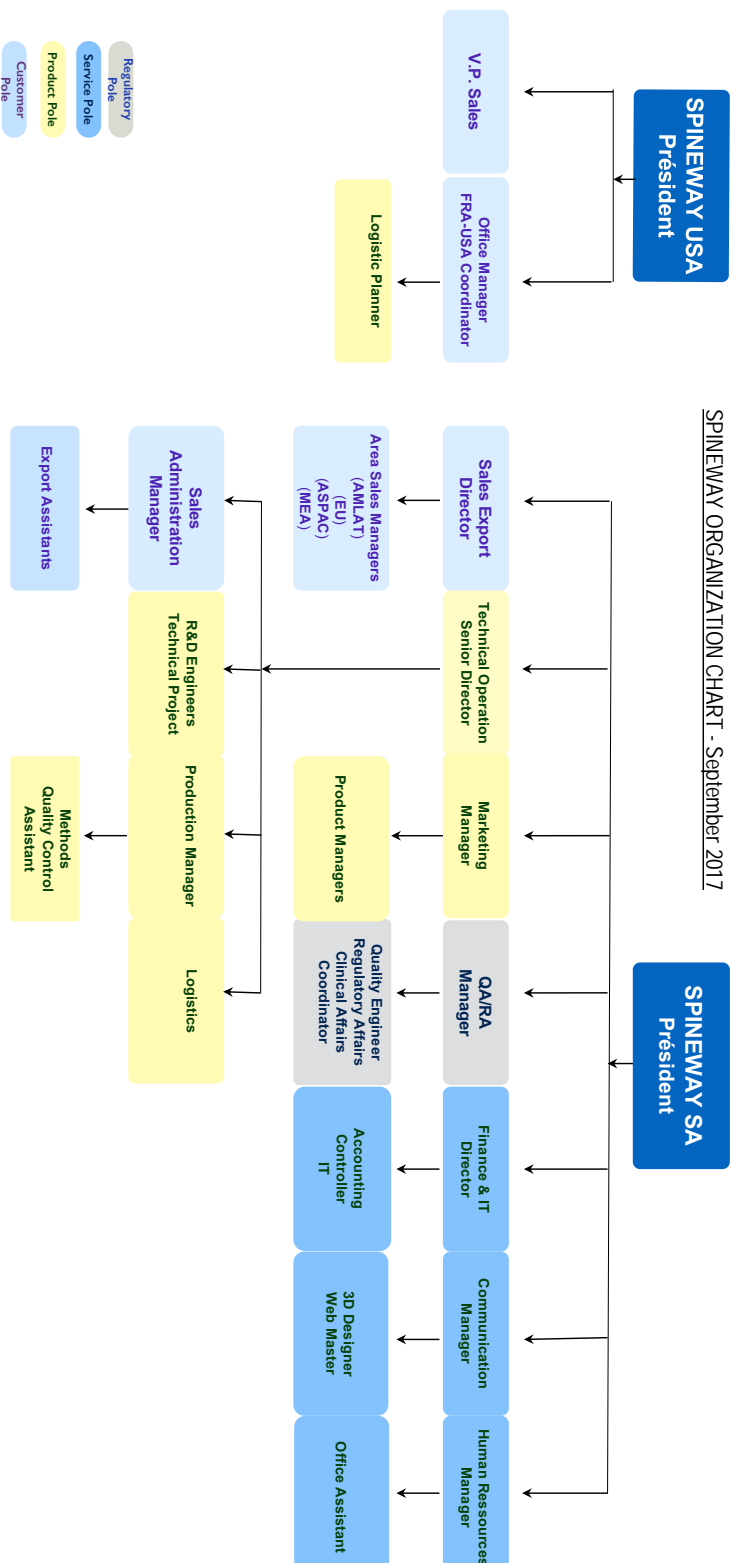 SPINEWAY ORGANIZATION CHART - September 2017
SPINEWAY USA
Président
SPINEWAY SA
Président
V.P. Sales
Office Manager
FRA-USA Coordinator
Sales Export
Director
Technical Operation
Senior Director
Marketing
Manager
QA/RA
Manager
Finance & IT
Director
Communication
Manager
Human Ressources
Manager
Logistic Planner
Area Sales Managers
(AMLAT)
(EU)
(ASPAC)
(MEA)
Product Managers
Quality Engineer
Regulatory Affairs
Clinical Affairs
Coordinator
Accounting
Controller
IT
3D Designer
Web Master
Office Assistant
Sales
Administration
Manager
R&D Engineers
Technical Project
Production Manager
Logistics
Export Assistants
Methods
Quality Control
Assistant
Regulatory
Pole
Service Pole
Product Pole
Customer
Pole